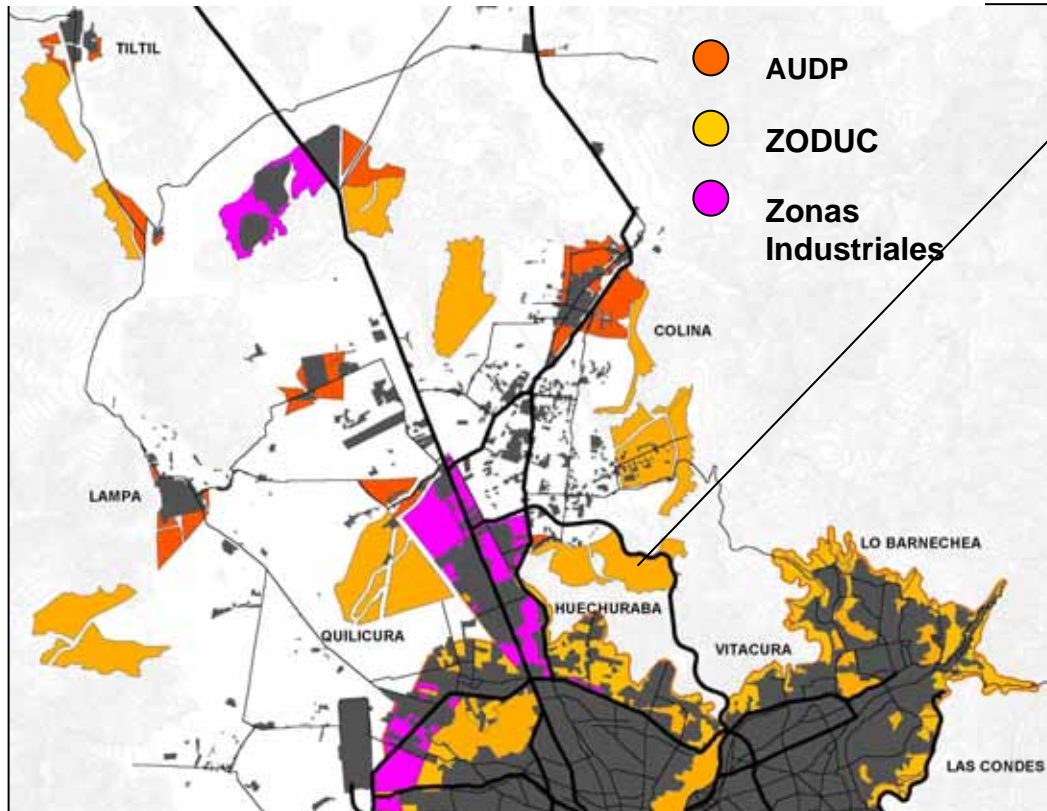 TILTIL
AUDP
ZODUC
Zonas
Industriales
COLINA
LAMPA
LO BARNECHEA
HUECHURABA
QUILICURA
VITACURA
LAS CONDES